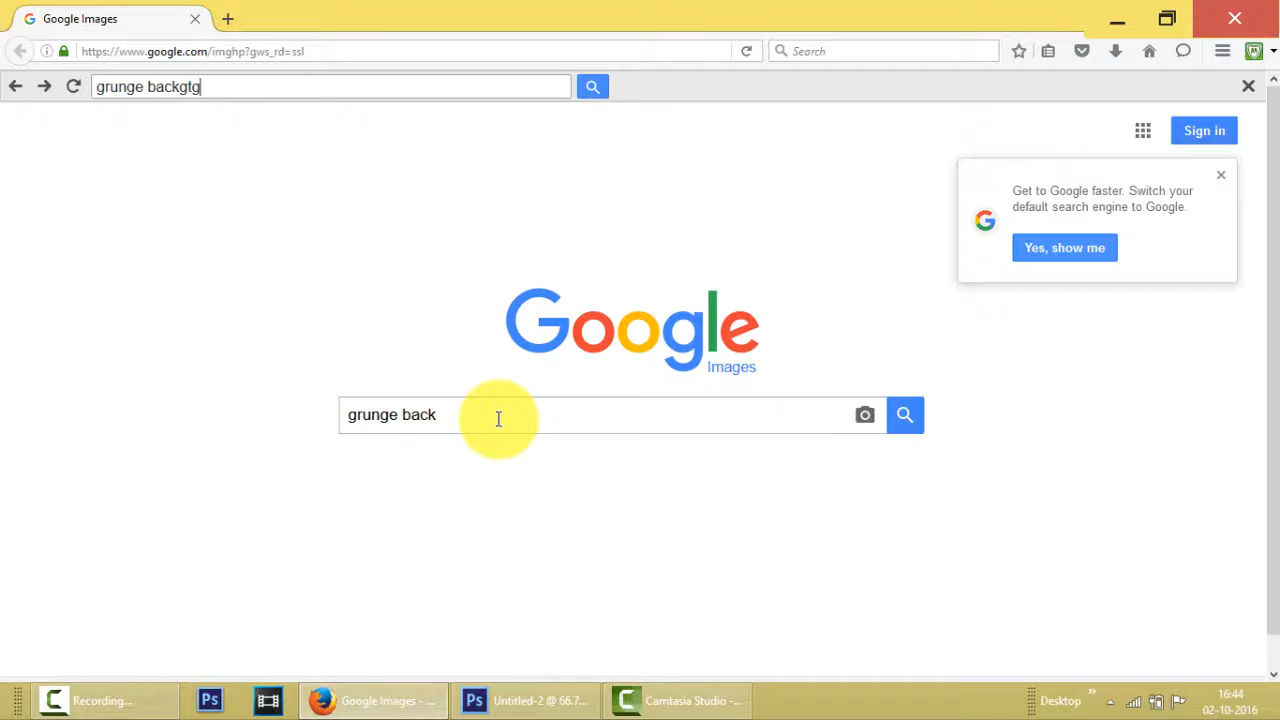 Google Images
https://www.google.com/imghp?gws_rd=ssl
Search
grunge backgtg
Sign in
Get to Google faster. Switch your
default search engine to Google.
Yes, show me
Google
Images
grunge back
Recording...
Ps
Google Images - ...
Ps
Untitled-2 @ 66.7...
Camtasia Studio -...
Desktop
16:44
02-10-2016